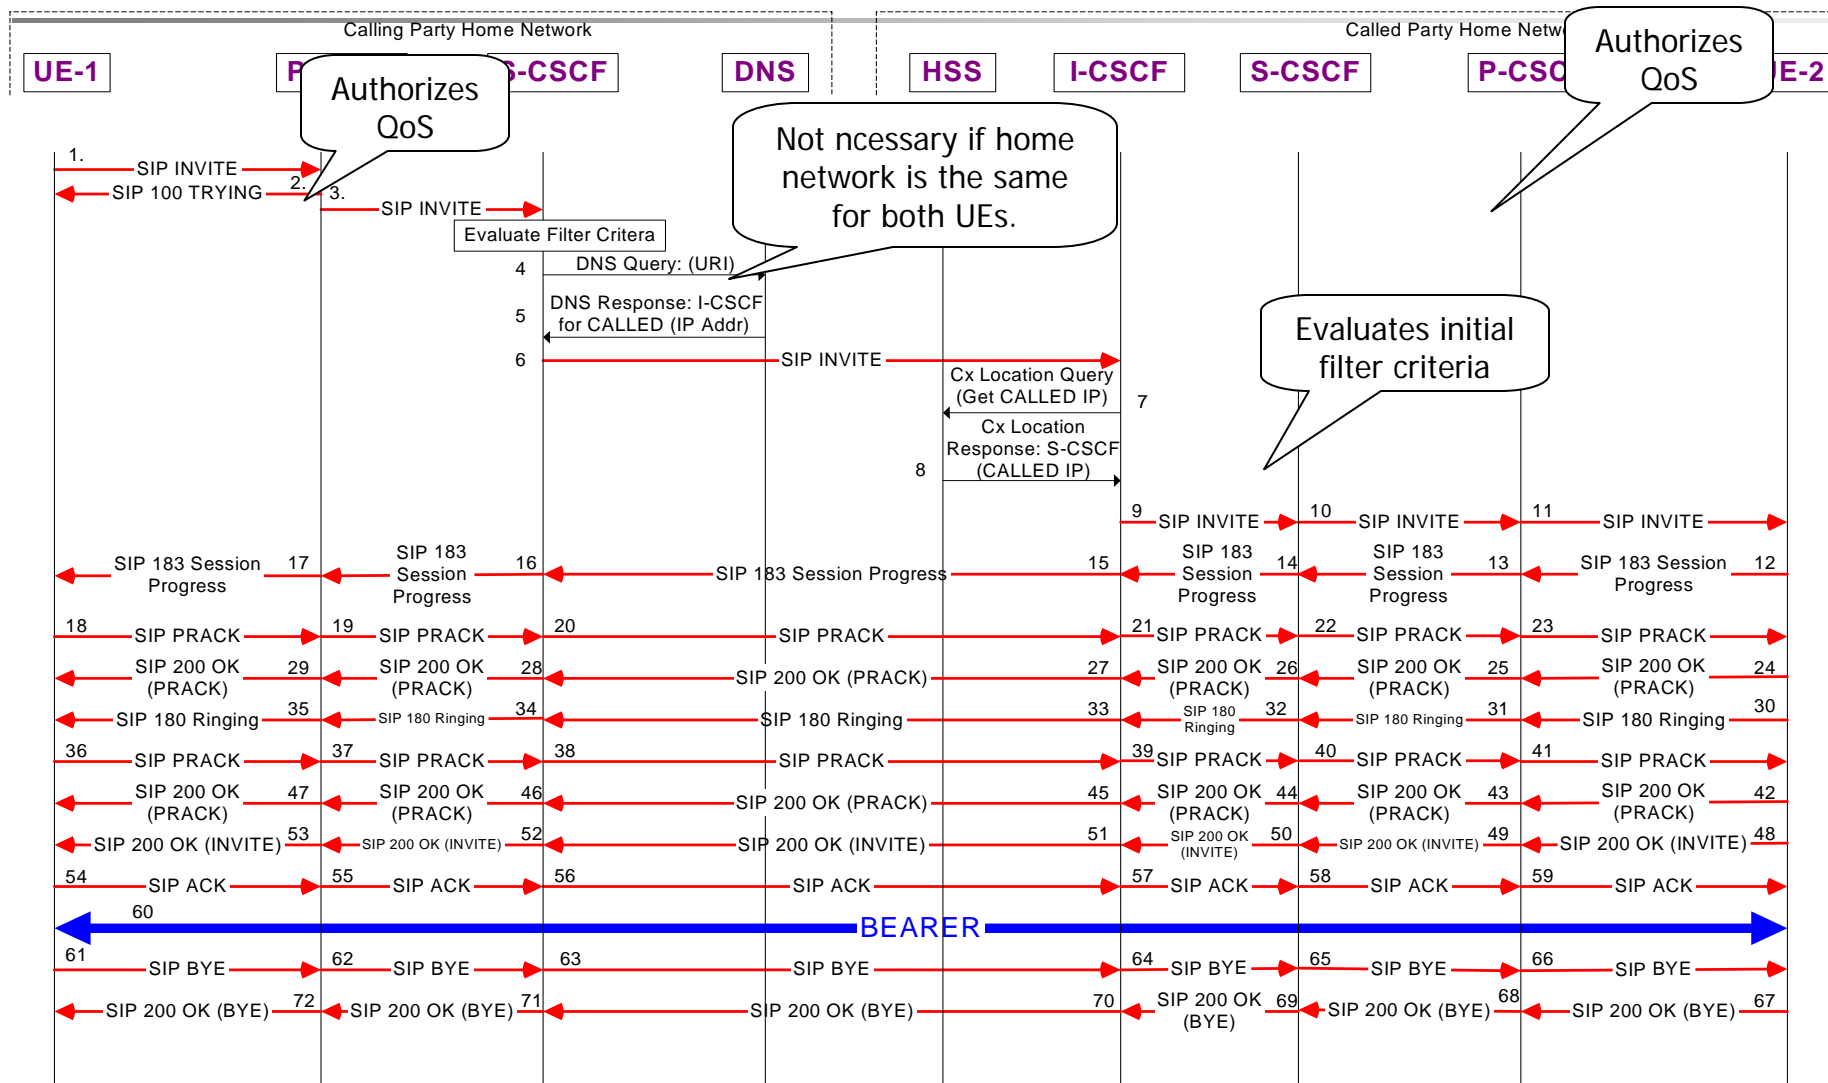 Calling Party Home Network
Called Party Home
UE-1
S-CSCF
DNS
HSS
I-CSCF
S-CSCF
UE-2
Authorizes
QoS
Authorizes
QoS
Not ncessary if home
network is the same
for both UEs.
1.
SIP INVITE
2.
SIP 100 TRYING
3.
SIP INVITE
Evaluate Filter Critera
4
DNS Query: (URI)
5
DNS Response: I-CSCF
for CALLED (IP Addr)
6
SIP INVITE
Evaluates initial
filter criteria
Cx Location Query
(Get CALLED IP)
7
Cx Location
Response: S-CSCF
(CALLED IP)
8
9
SIP INVITE
10
SIP INVITE
11
SIP INVITE
SIP 183 Session
Progress
17
SIP 183
Session
Progress
16
SIP 183 Session Progress
15
SIP 183
Session
Progress
14
SIP 183
Session
Progress
13
SIP 183 Session
Progress
12
18
SIP PRACK
19
SIP PRACK
20
SIP PRACK
21
SIP PRACK
22
SIP PRACK
23
SIP PRACK
SIP 200 OK
(PRACK)
29
SIP 200 OK
(PRACK)
28
SIP 200 OK (PRACK)
27
SIP 200 OK
(PRACK)
26
SIP 200 OK
(PRACK)
25
SIP 200 OK
(PRACK)
24
SIP 180 Ringing
35
SIP 180 Ringing
34
SIP 180 Ringing
33
SIP 180
Ringing
32
SIP 180 Ringing
31
SIP 180 Ringing
30
36
SIP PRACK
37
SIP PRACK
38
SIP PRACK
39
SIP PRACK
40
SIP PRACK
41
SIP PRACK
SIP 200 OK
(PRACK)
47
SIP 200 OK
(PRACK)
46
SIP 200 OK (PRACK)
45
SIP 200 OK
(PRACK)
44
SIP 200 OK
(PRACK)
43
SIP 200 OK
(PRACK)
42
SIP 200 OK (INVITE)
53
SIP 200 OK (INVITE)
52
SIP 200 OK (INVITE)
51
SIP 200 OK
(INVITE)
50
SIP 200 OK (INVITE)
49
SIP 200 OK (INVITE)
48
54
SIP ACK
55
SIP ACK
56
SIP ACK
57
SIP ACK
58
SIP ACK
59
SIP ACK
60
BEARER
61
SIP BYE
62
SIP BYE
63
SIP BYE
64
SIP BYE
65
SIP BYE
66
SIP BYE
SIP 200 OK (BYE)
72
SIP 200 OK (BYE)
71
SIP 200 OK (BYE)
70
SIP 200 OK
(BYE)
69
SIP 200 OK (BYE)
68
SIP 200 OK (BYE)
67